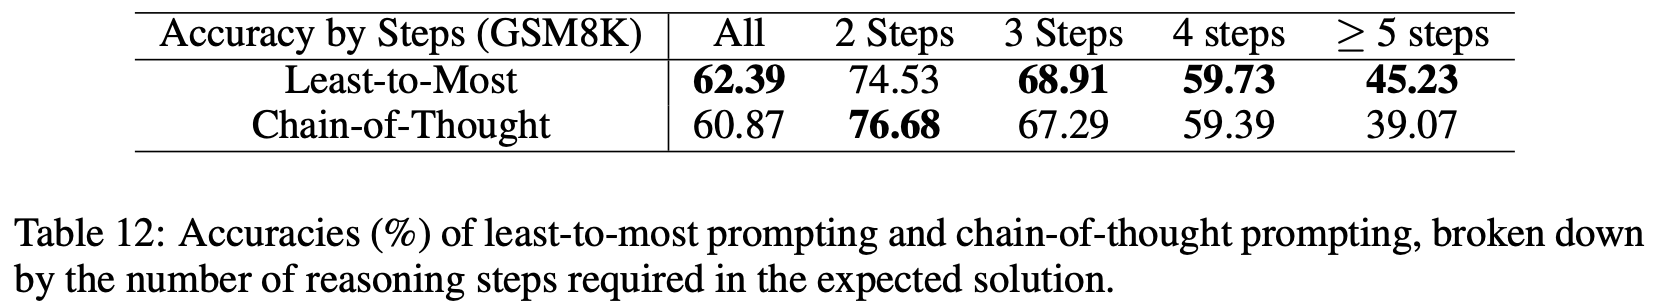 Accuracy by Steps (GSM8K) All 2 Steps 3 Steps 4 steps ≥ 5 steps
Least-to-Most 62.39 74.53 68.91 59.73 45.23
Chain-of-Thought 60.87 76.68 67.29 59.39 39.07
Table 12: Accuracies (%) of least-to-most prompting and chain-of-thought prompting, broken down
by the number of reasoning steps required in the expected solution.